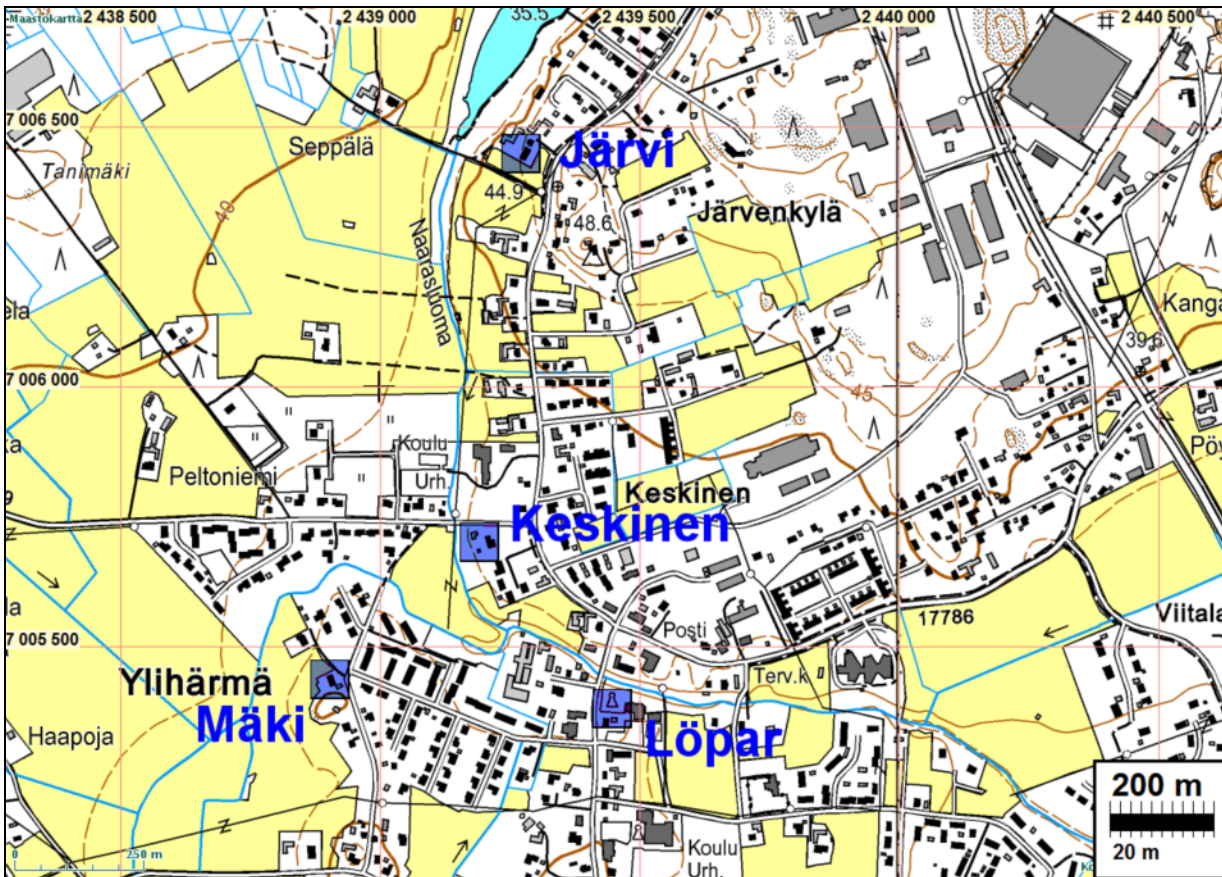 Maastokartta
2 438 500
2 439 000
35.5
2 439 500
2 440 000
2 440 500
7 006 500
Seppälä
Järvi
Tanimäki
44.9
40
48.6
Järvenkylä
Naarasluoma
ela
Kanga
39.6
7 006 000
45
Koulu
Urh.
Peltoniemi
Keskinen
Keskinen
Pöy
la
7 005 500
Posti
17786
Viitala
Terv.k
Ylihärmä
Mäki
Löpar
Haapoja
200 m
20 m
0
250 m
Koulu
Urh.